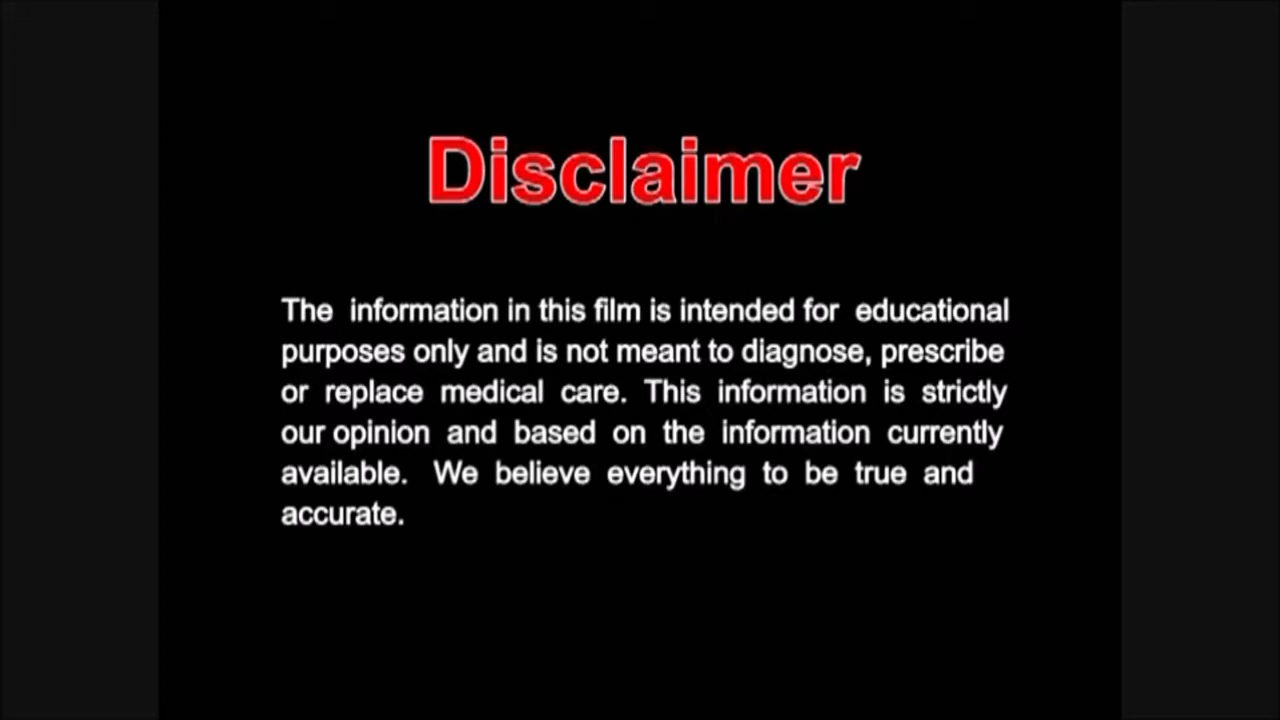 Disclaimer
The information in this film is intended for educational
purposes only and is not meant to diagnose, prescribe
or replace medical care. This information is strictly
our opinion and based on the information currently
available. We believe everything to be true and
accurate.